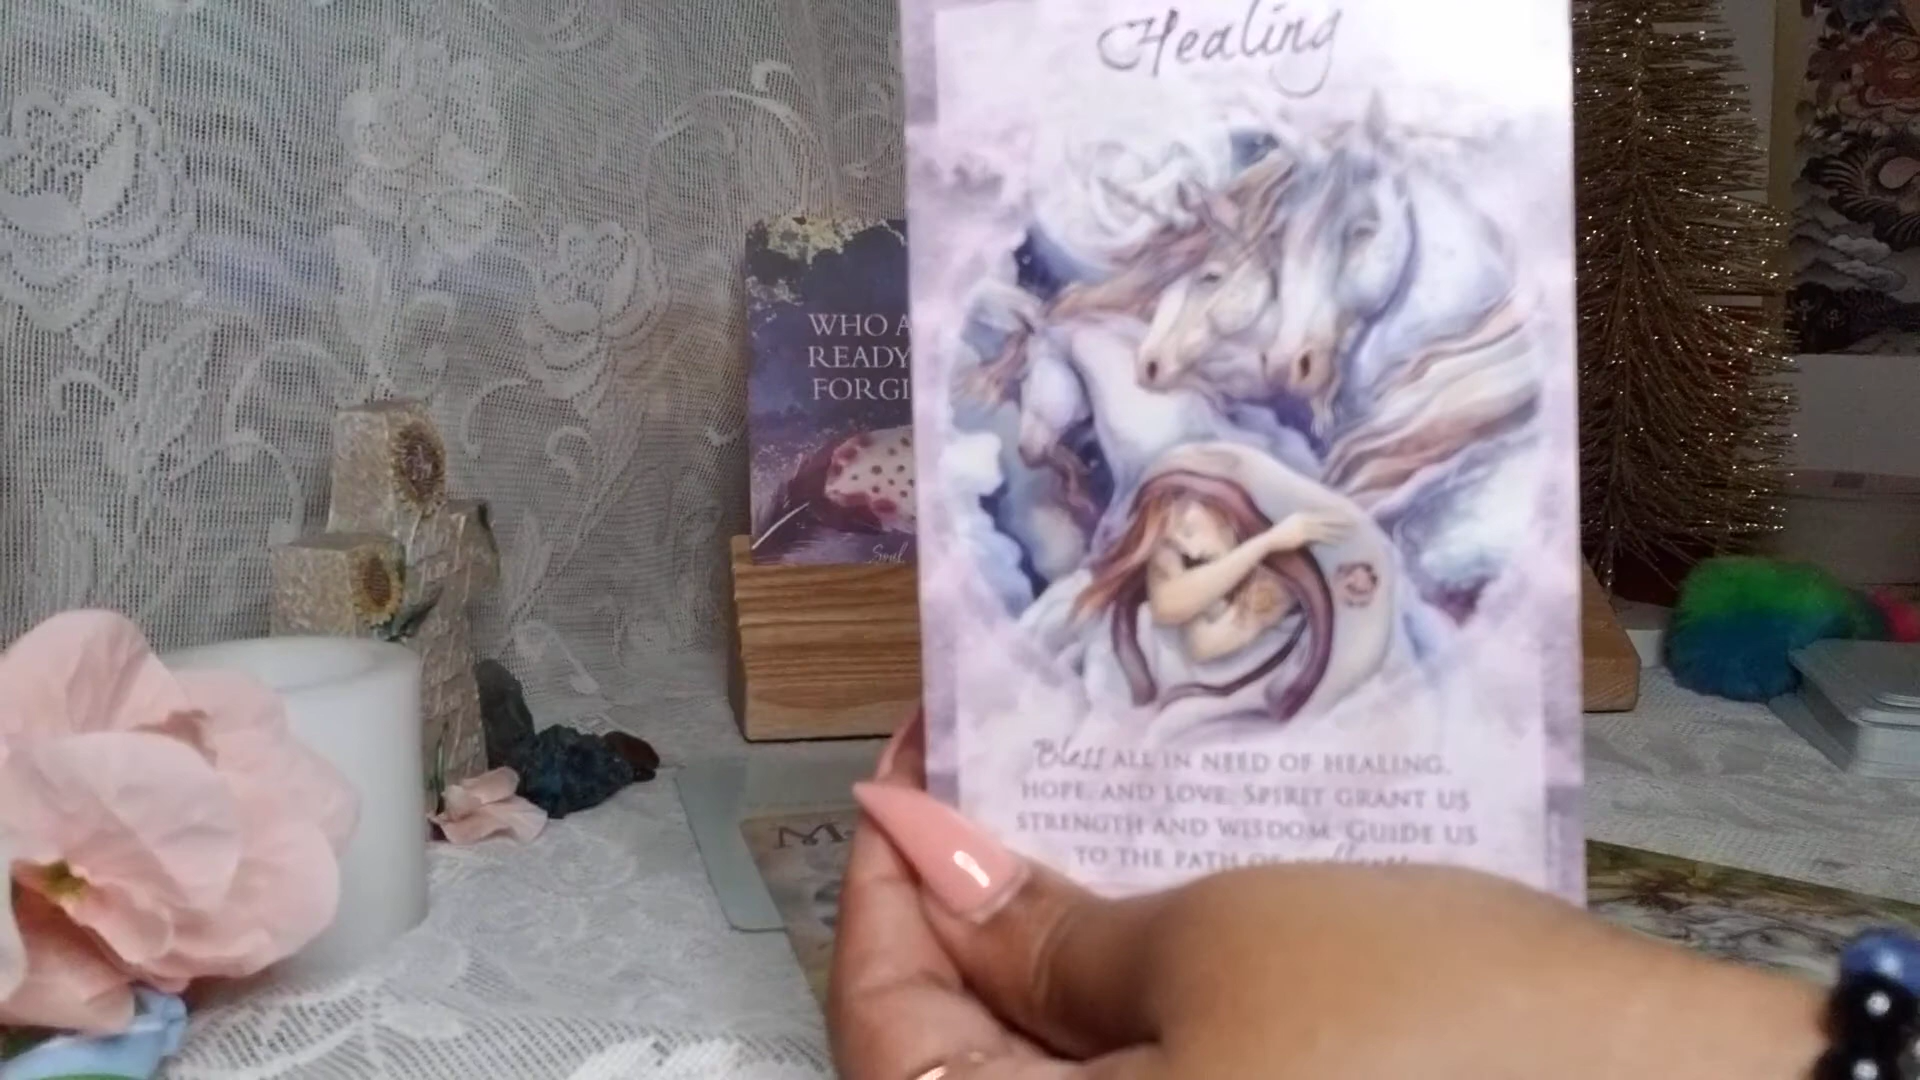 Healing
WHO A
READY
FORGI
Soul
Bless ALL IN NEED OF HEALING,
HOPE, AND LOVE. SPIRIT GRANT US
STRENGTH AND WISDOM. GUIDE US
TO THE PATH OF